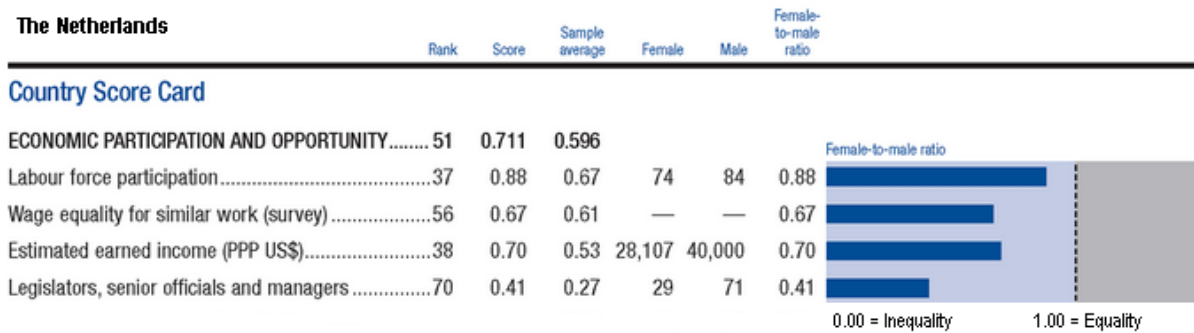 The Netherlands
Rank Score Sample average Female Male Female-to-male ratio
Country Score Card
ECONOMIC PARTICIPATION AND OPPORTUNITY........ 51 0.711 0.596
Female-to-male ratio
Labour force participation................................................37 0.88 0.67 74 84 0.88
Wage equality for similar work (survey)......................56 0.67 0.61 — — 0.67
Estimated earned income (PPP US$)...........................38 0.70 0.53 28,107 40,000 0.70
Legislators, senior officials and managers..................70 0.41 0.27 29 71 0.41
0.00 = Inequality 1.00 = Equality